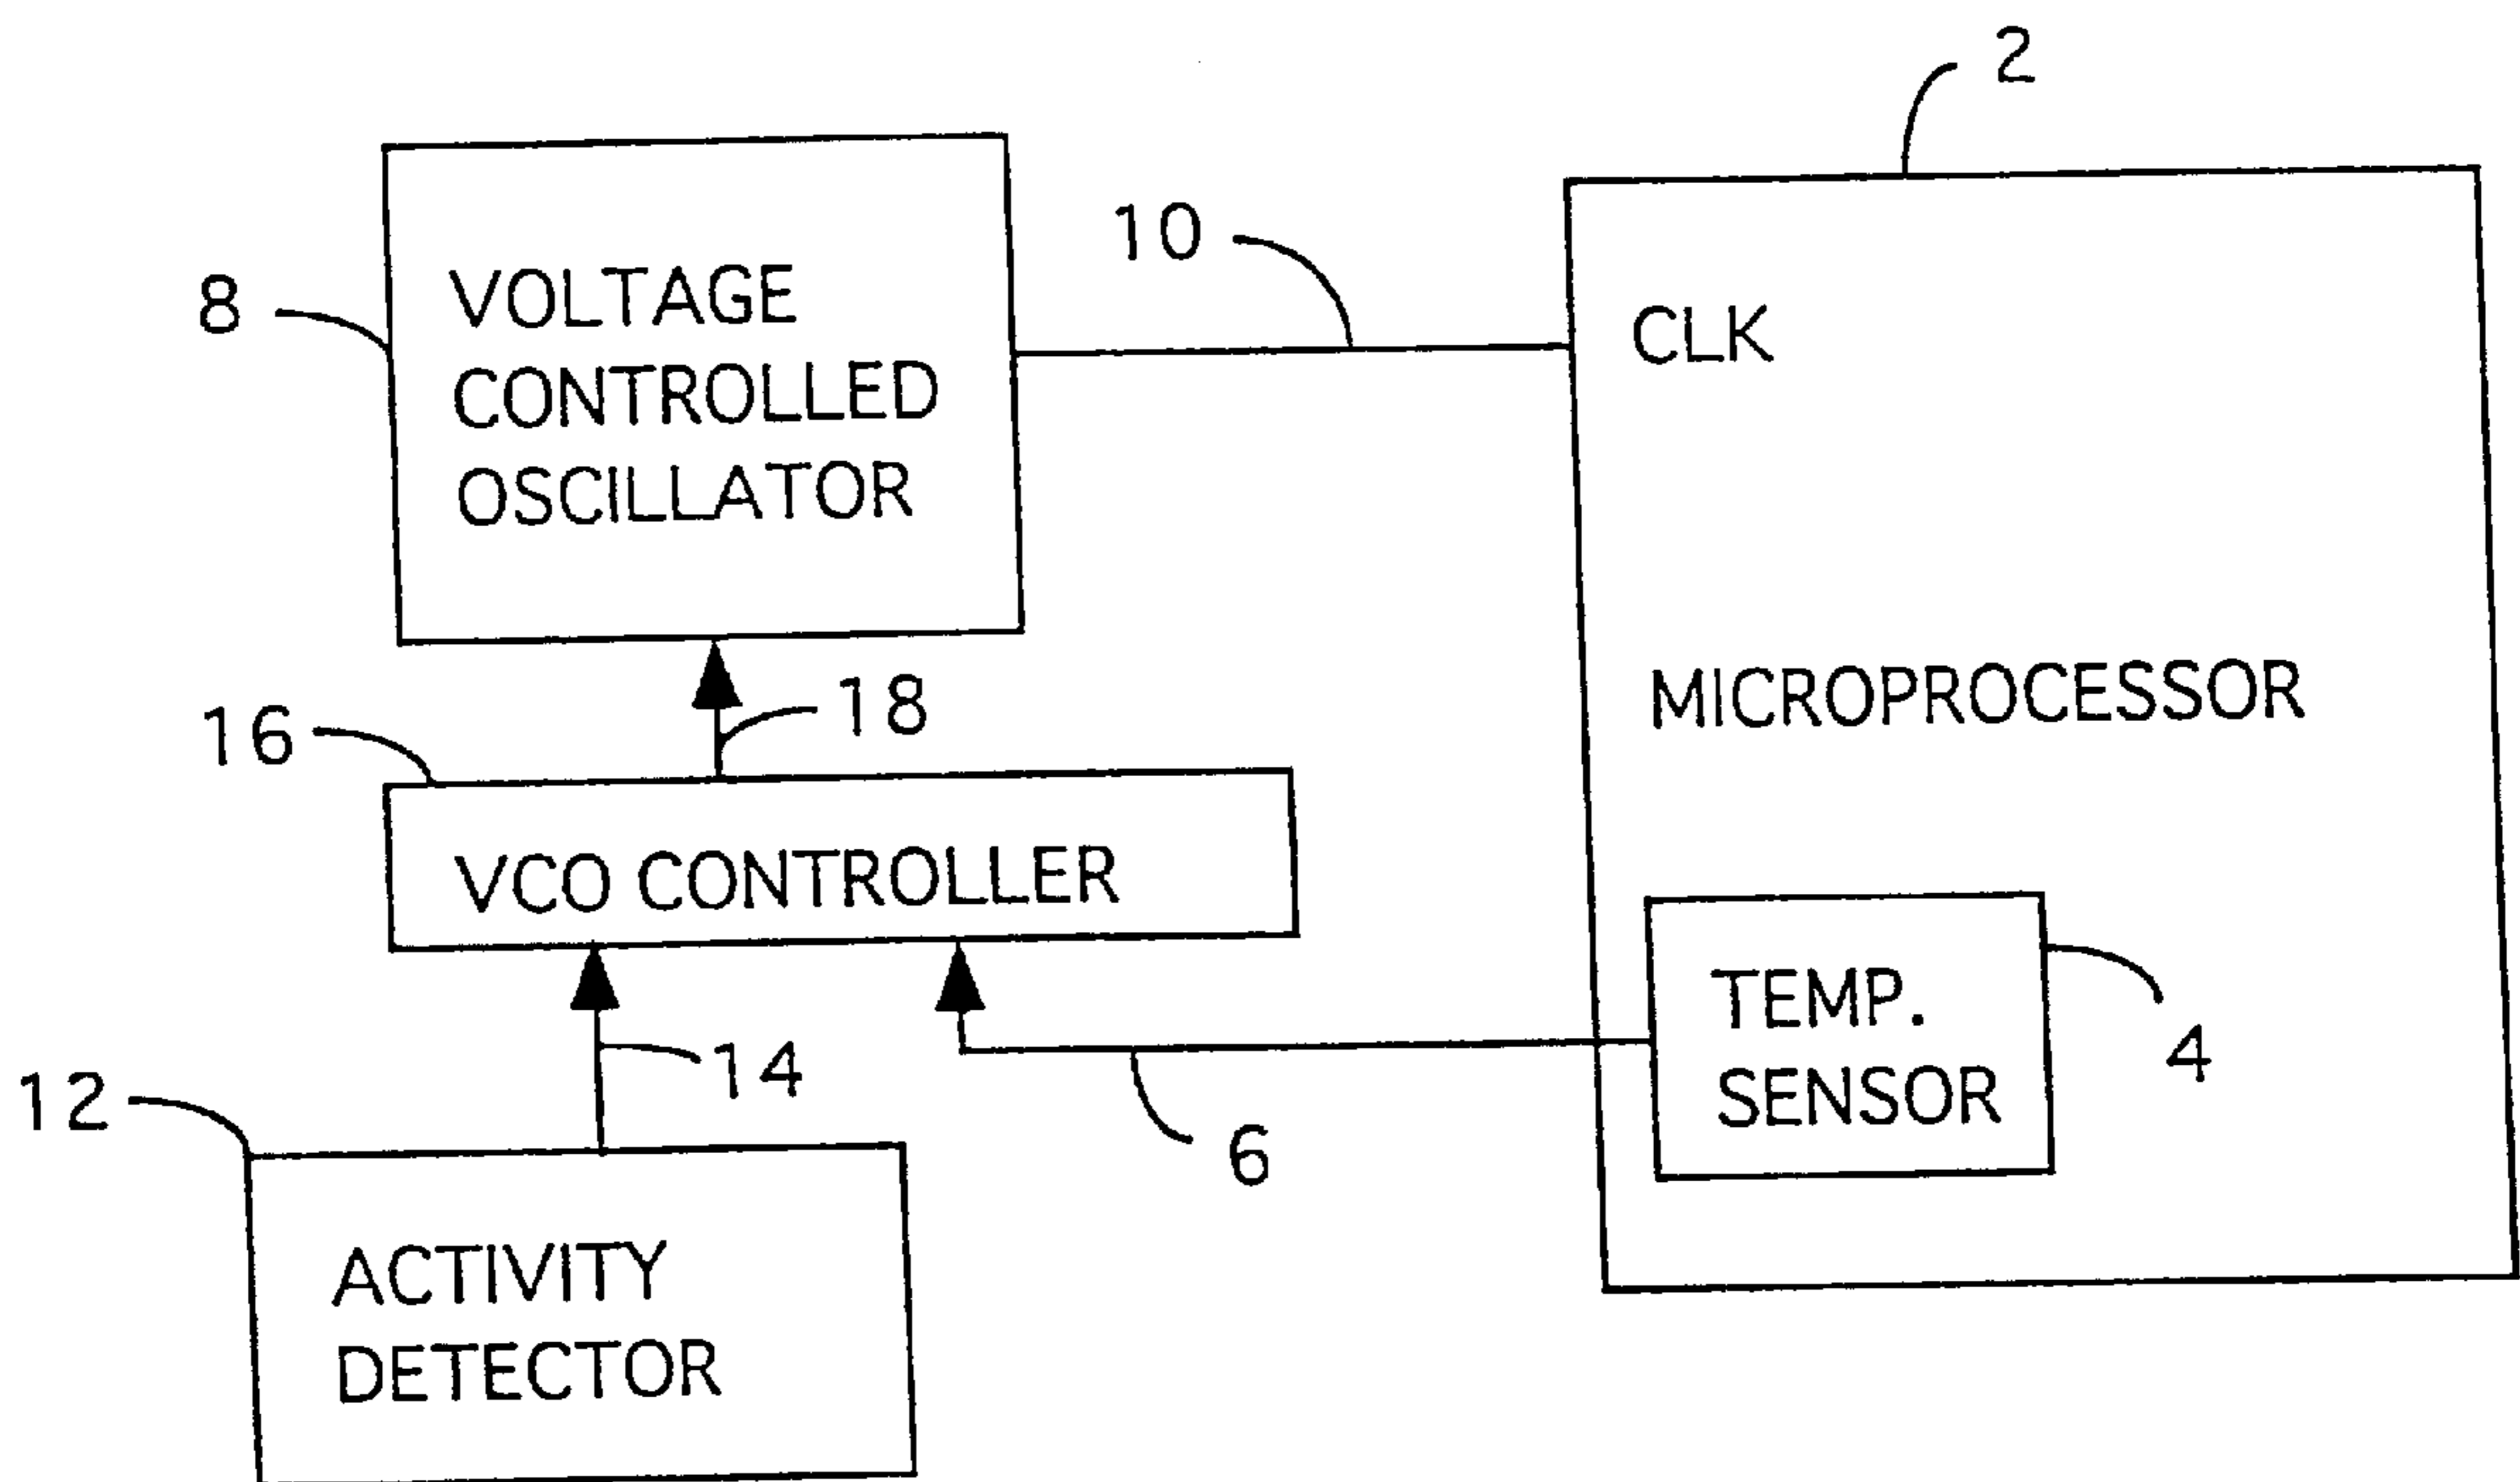 2
10
8
VOLTAGE
CONTROLLED
OSCILLATOR
CLK
MICROPROCESSOR
18
16
VCO CONTROLLER
TEMP.
SENSOR
4
14
6
12
ACTIVITY
DETECTOR